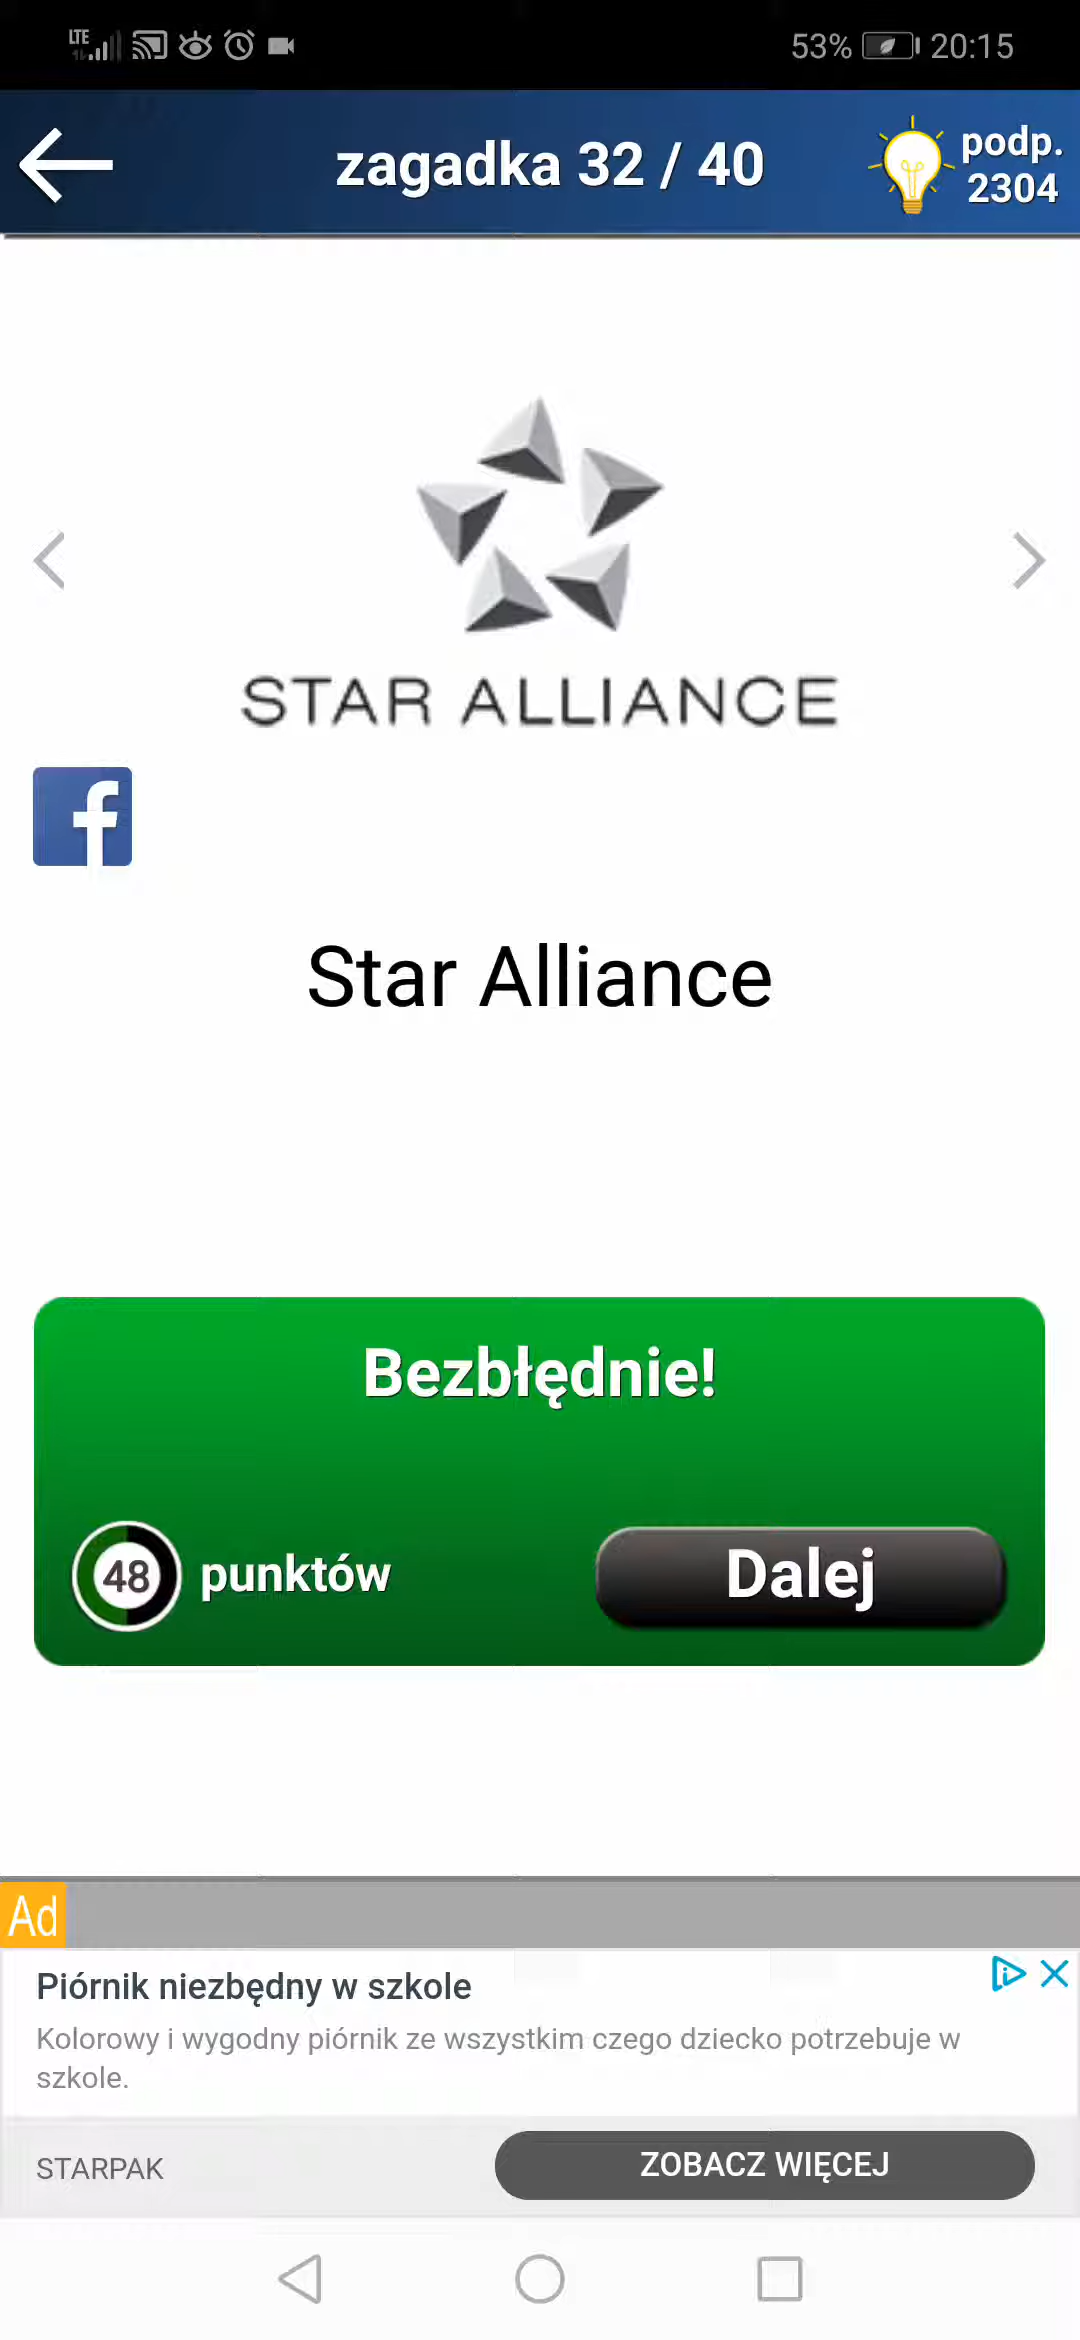 LTE
53%
20:15
zagadka 32 / 40
podp.
2304
STAR ALLIANCE
Star Alliance
Bezbłędnie!
48
punktów
Dalej
Ad
Piórnik niezbędny w szkole
Kolorowy i wygodny piórnik ze wszystkim czego dziecko potrzebuje w
szkole.
STARPAK
ZOBACZ WIĘCEJ